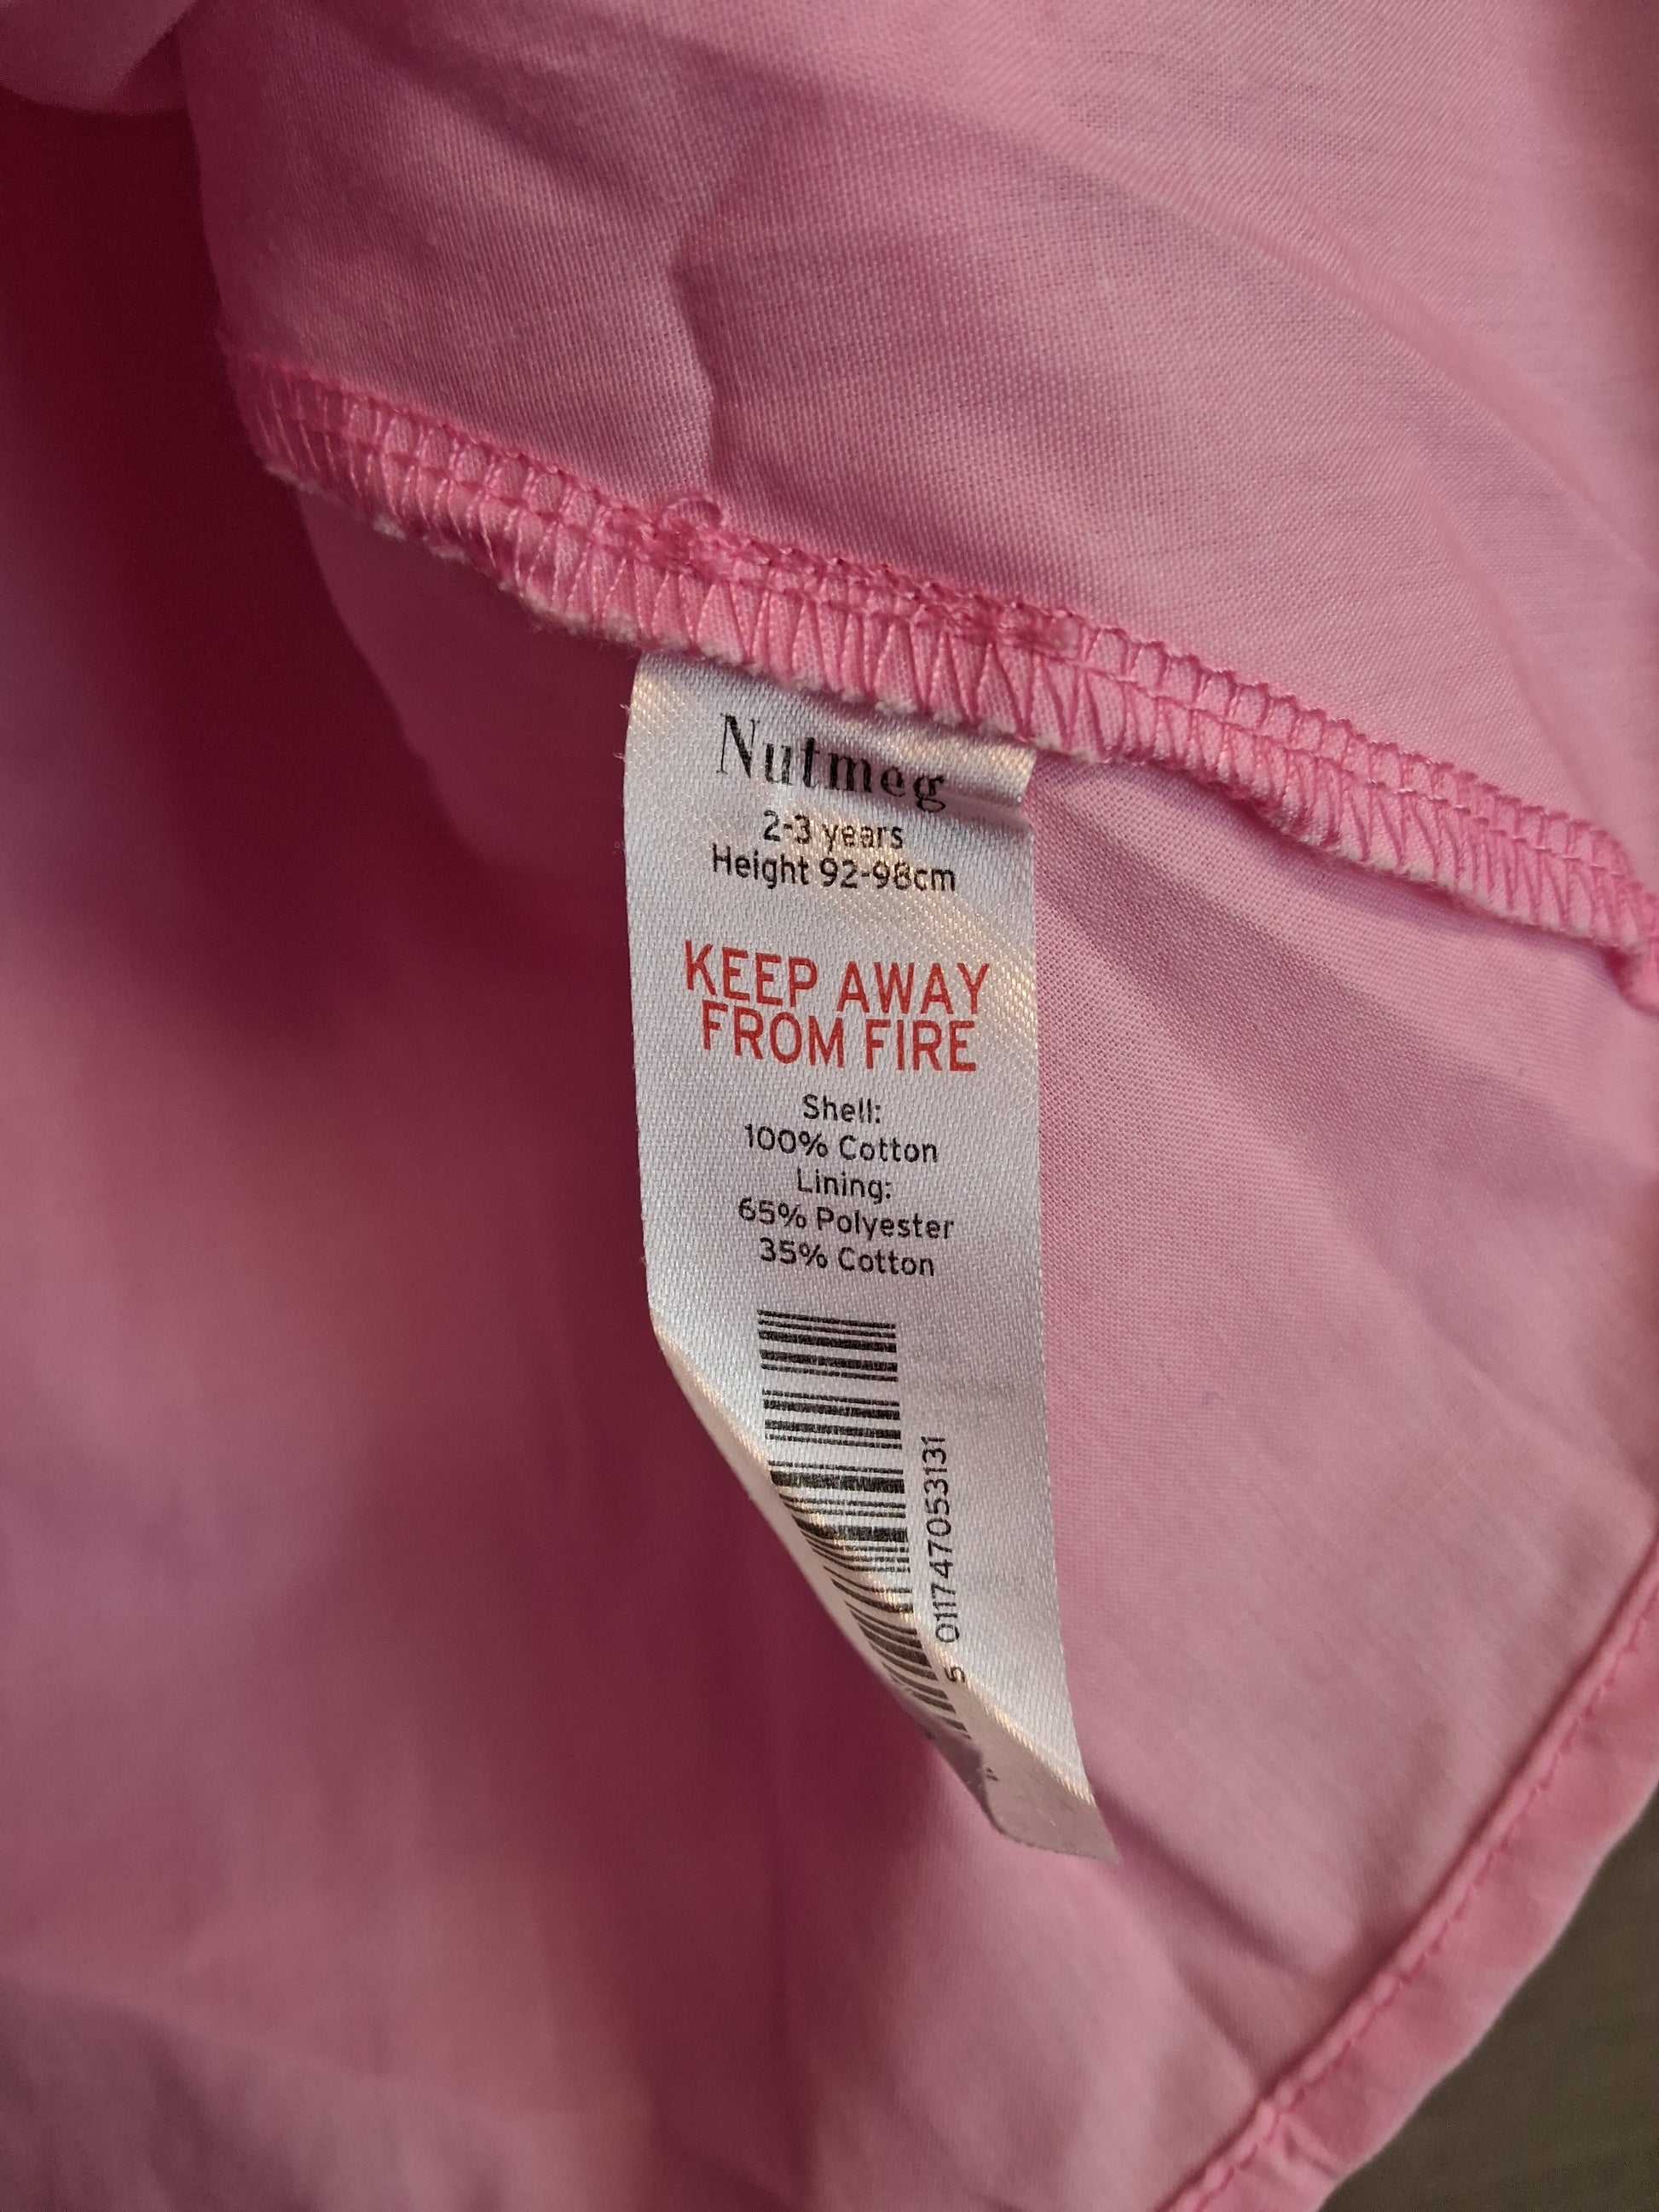 Nutmeg
2-3 years
Height 92-98cm
KEEP AWAY
FROM FIRE
Shell:
100% Cotton
Lining:
65% Polyester
35% Cotton
5 011747053131